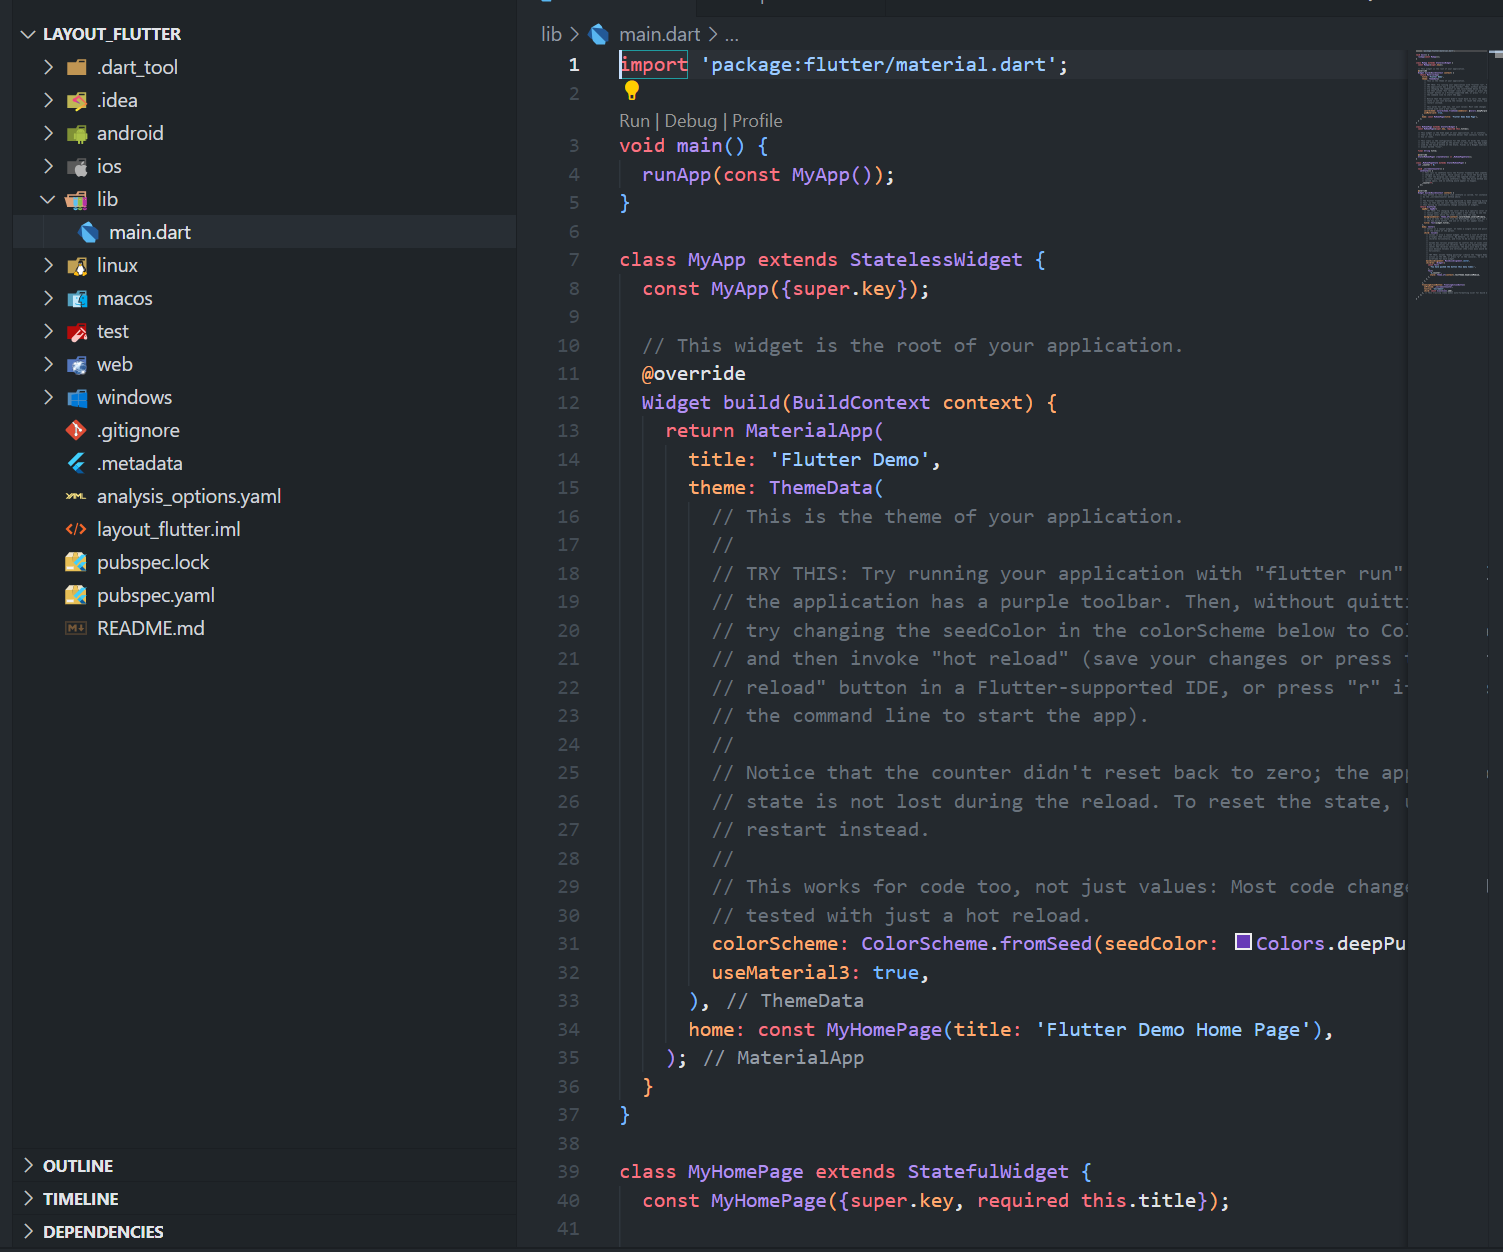 LAYOUT_FLUTTER
.dart_tool
.idea
android
ios
lib
main.dart
linux
macos
test
web
windows
.gitignore
.metadata
analysis_options.yaml
layout_flutter.iml
pubspec.lock
pubspec.yaml
README.md
OUTLINE
TIMELINE
DEPENDENCIES
lib > main.dart > ...
1 import 'package:flutter/material.dart';
2
Run | Debug | Profile
3 void main() {
4 runApp(const MyApp());
5 }
6
7 class MyApp extends StatelessWidget {
8 const MyApp({super.key});
9
10 // This widget is the root of your application.
11 @override
12 Widget build(BuildContext context) {
13 return MaterialApp(
14 title: 'Flutter Demo',
15 theme: ThemeData(
16 // This is the theme of your application.
17 //
18 // TRY THIS: Try running your application with "flutter run"
19 // the application has a purple toolbar. Then, without quitti
20 // try changing the seedColor in the colorScheme below to Co
21 // and then invoke "hot reload" (save your changes or press
22 // reload" button in a Flutter-supported IDE, or press "r" i
23 // the command line to start the app).
24 //
25 // Notice that the counter didn't reset back to zero; the app
26 // state is not lost during the reload. To reset the state,
27 // restart instead.
28 //
29 // This works for code too, not just values: Most code change
30 // tested with just a hot reload.
31 colorScheme: ColorScheme.fromSeed(seedColor: Colors.deepPu
32 useMaterial3: true,
33 ), // ThemeData
34 home: const MyHomePage(title: 'Flutter Demo Home Page'),
35 ); // MaterialApp
36 }
37 }
38
39 class MyHomePage extends StatefulWidget {
40 const MyHomePage({super.key, required this.title});
41